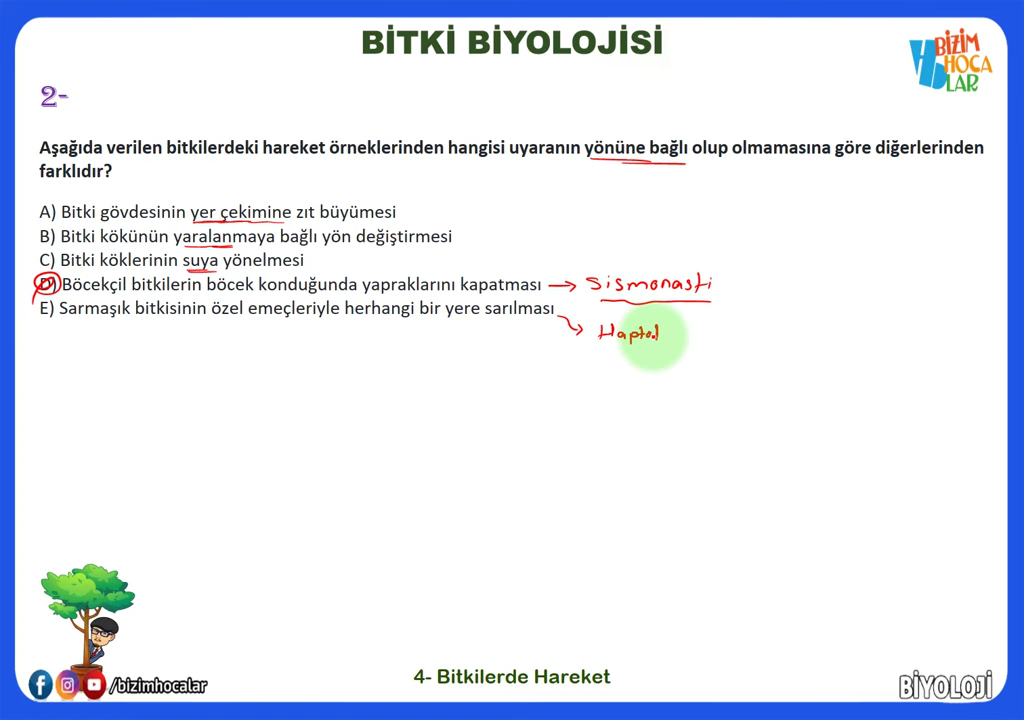 BİTKİ BİYOLOJİSİ
BİZİM
HOCA
LAR
2-
Aşağıda verilen bitkilerdeki hareket örneklerinden hangisi uyaranın yönüne bağlı olup olmamasına göre diğerlerinden
farklıdır?
A) Bitki gövdesinin yer çekimine zıt büyümesi
B) Bitki kökünün yaralanmaya bağlı yön değiştirmesi
C) Bitki köklerinin suya yönelmesi
D) Böcekçil bitkilerin böcek konduğunda yapraklarını kapatması → Sismonasti
E) Sarmaşık bitkisinin özel emeçleriyle herhangi bir yere sarılması
→ Hapto
/bizimhocalar
4- Bitkilerde Hareket
BİYOLOJİ